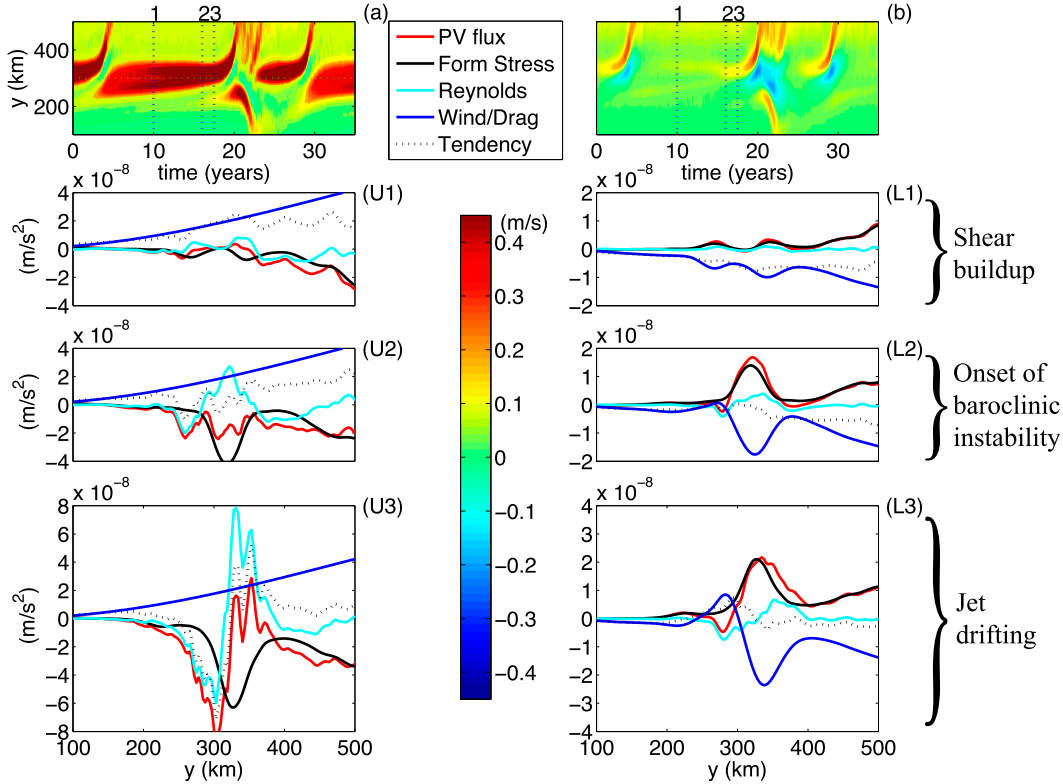 1 23 (a)
y (km)
400
200
0 10 20 30
time (years)
PV flux
Form Stress
Reynolds
Wind/Drag
Tendency
1 23 (b)
0 10 20 30
time (years)
x 10⁻⁸ (U1)
(m/s²)
4
2
0
−2
−4
x 10⁻⁸ (L1)
2
1
0
−1
−2
Shear
buildup
(m/s)
0.4
0.3
0.2
0.1
0
−0.1
−0.2
−0.3
−0.4
x 10⁻⁸ (U2)
(m/s²)
4
2
0
−2
−4
x 10⁻⁸ (L2)
2
1
0
−1
−2
Onset of
baroclinic
instability
x 10⁻⁸ (U3)
(m/s²)
8
6
4
2
0
−2
−4
−6
−8
100 200 300 400 500
y (km)
x 10⁻⁸ (L3)
4
3
2
1
0
−1
−2
−3
−4
100 200 300 400 500
y (km)
Jet
drifting